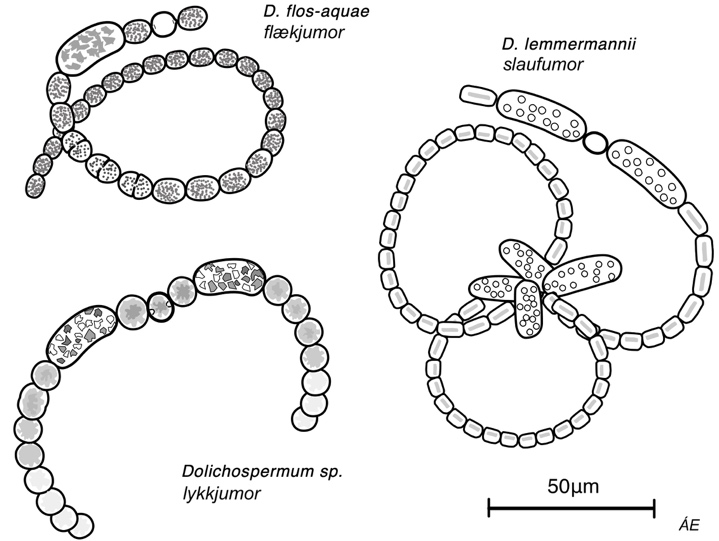 D. flos-aquae
flækjumor
D. lemmermannii
slaufumor
Dolichospermum sp.
lykkjumor
50µm
ÁE